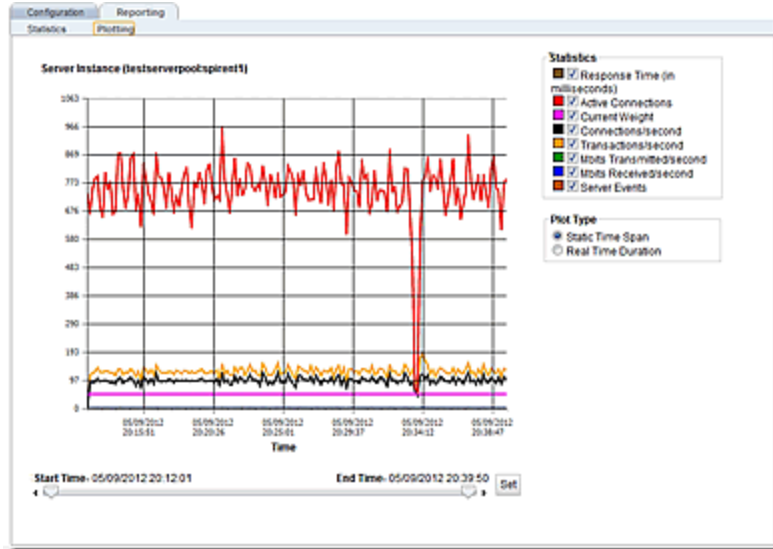 Configuration Reporting
Statistics Plotting
Server Instance (testserverpool:spirent1)
1063
966
869
773
676
580
483
386
290
193
97
0
05/09/2012 05/09/2012 05/09/2012 05/09/2012 05/09/2012 05/09/2012
20:15:51 20:20:26 20:25:01 20:29:37 20:34:12 20:38:47
Time
Start Time- 05/09/2012 20:12:01 End Time- 05/09/2012 20:39:50 Set
Statistics
Response Time (in
milliseconds)
Active Connections
Current Weight
Connections/second
Transactions/second
Mbits Transmitted/second
Mbits Received/second
Server Events
Plot Type
Static Time Span
Real Time Duration